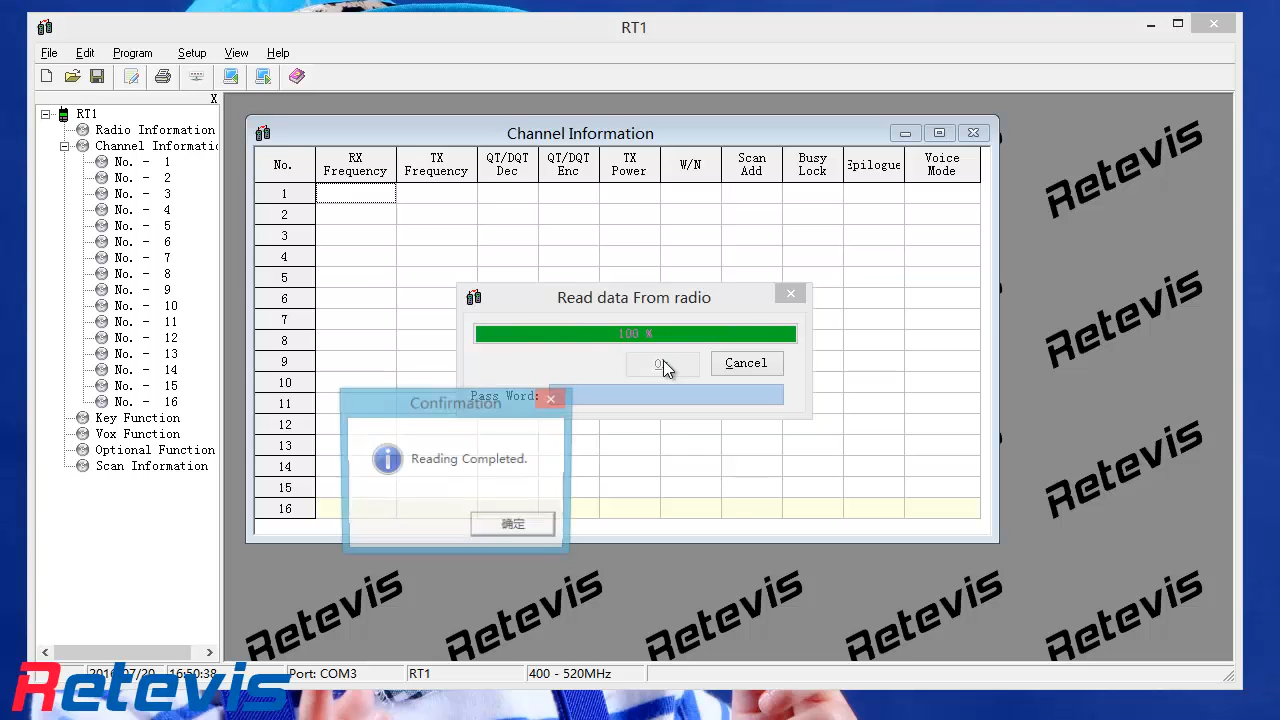 RT1
File Edit Program Setup View Help
X
RT1
Radio Information
Channel Informati
No. - 1
No. - 2
No. - 3
No. - 4
No. - 5
No. - 6
No. - 7
No. - 8
No. - 9
No. - 10
No. - 11
No. - 12
No. - 13
No. - 14
No. - 15
No. - 16
Key Function
Vox Function
Optional Function
Scan Information
Channel Information
No. RX Frequency TX Frequency QT/DQT Dec QT/DQT Enc TX Power W/N Scan Add Busy Lock Epilogue Voice Mode
1
2
3
4
5
6
7
8
9
10
11
12
13
14
15
16
Read data From radio
100 %
Cancel
Pass Word:
Confirmation
Reading Completed.
确定
Retevis
Retevis
Retevis
Retevis
Retevis
Retevis
Retevis
Retevis
16:50:38 Port: COM3 RT1 400 - 520MHz
Retevis